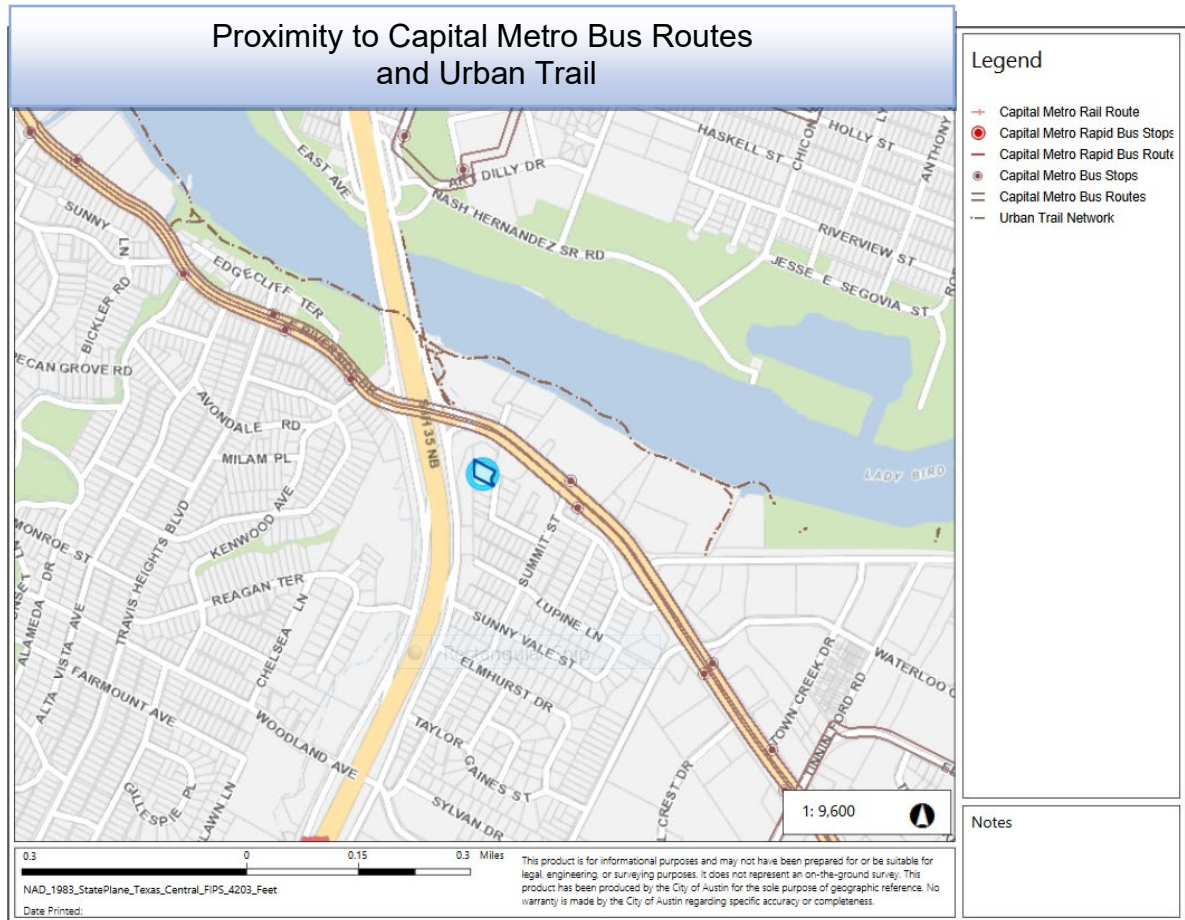 Proximity to Capital Metro Bus Routes
and Urban Trail
Legend
Capital Metro Rail Route
Capital Metro Rapid Bus Stops
Capital Metro Rapid Bus Route
Capital Metro Bus Stops
Capital Metro Bus Routes
Urban Trail Network
HASKELL ST
CHICON
HOLLY ST
LY
ANTHONY
EAST AVE
ART DILLY DR
NASH HERNANDEZ SR RD
RIVERVIEW ST
JESSE E SEGOVIA ST
SUNNY
LN
EDGECLIFF TER
BICKLER RD
E RIVERSIDE DR
PECAN GROVE RD
AVONDALE RD
MILAM PL
S IH 35 NB
LADY BIRD
KENWOOD AVE
TRAVIS HEIGHTS BLVD
MONROE ST
SUMMIT ST
REAGAN TER
CHELSEA LN
ALAMEDA DR
ALTA VISTA AVE
LUPINE LN
SUNNY VALE ST
Rectangular Snip
ELMHURST DR
TOWN CREEK DR
WATERLOO
TINNIN FORD RD
FAIRMOUNT AVE
WOODLAND AVE
TAYLOR
GAINES ST
GILLESPIE PL
LAWN LN
SYLVAN DR
L CREST DR
1: 9,600
Notes
0.3
0
0.15
0.3 Miles
NAD_1983_StatePlane_Texas_Central_FIPS_4203_Feet
Date Printed:
This product is for informational purposes and may not have been prepared for or be suitable for
legal, engineering, or surveying purposes. It does not represent an on-the-ground survey. This
product has been produced by the City of Austin for the sole purpose of geographic reference. No
warranty is made by the City of Austin regarding specific accuracy or completeness.